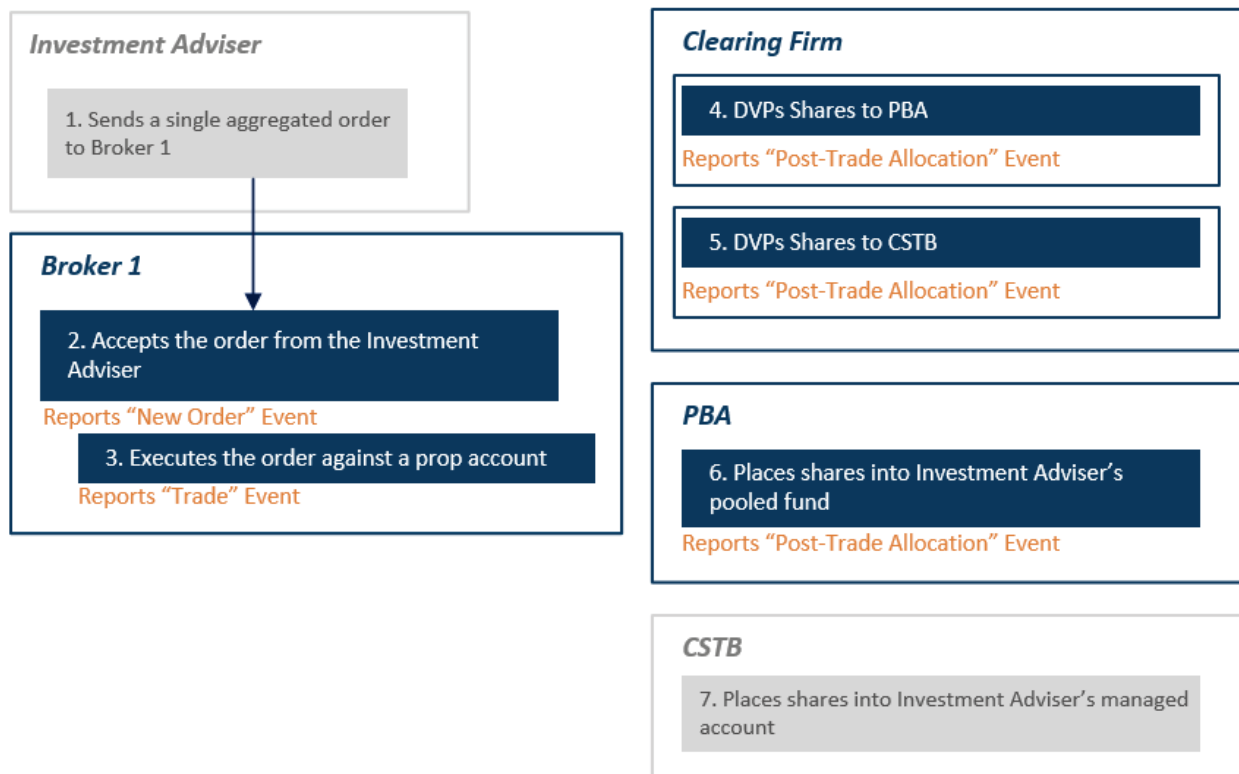 Investment Adviser
1. Sends a single aggregated order
to Broker 1
Broker 1
2. Accepts the order from the Investment
Adviser
Reports “New Order” Event
3. Executes the order against a prop account
Reports “Trade” Event
Clearing Firm
4. DVPs Shares to PBA
Reports “Post-Trade Allocation” Event
5. DVPs Shares to CSTB
Reports “Post-Trade Allocation” Event
PBA
6. Places shares into Investment Adviser’s
pooled fund
Reports “Post-Trade Allocation” Event
CSTB
7. Places shares into Investment Adviser’s managed
account